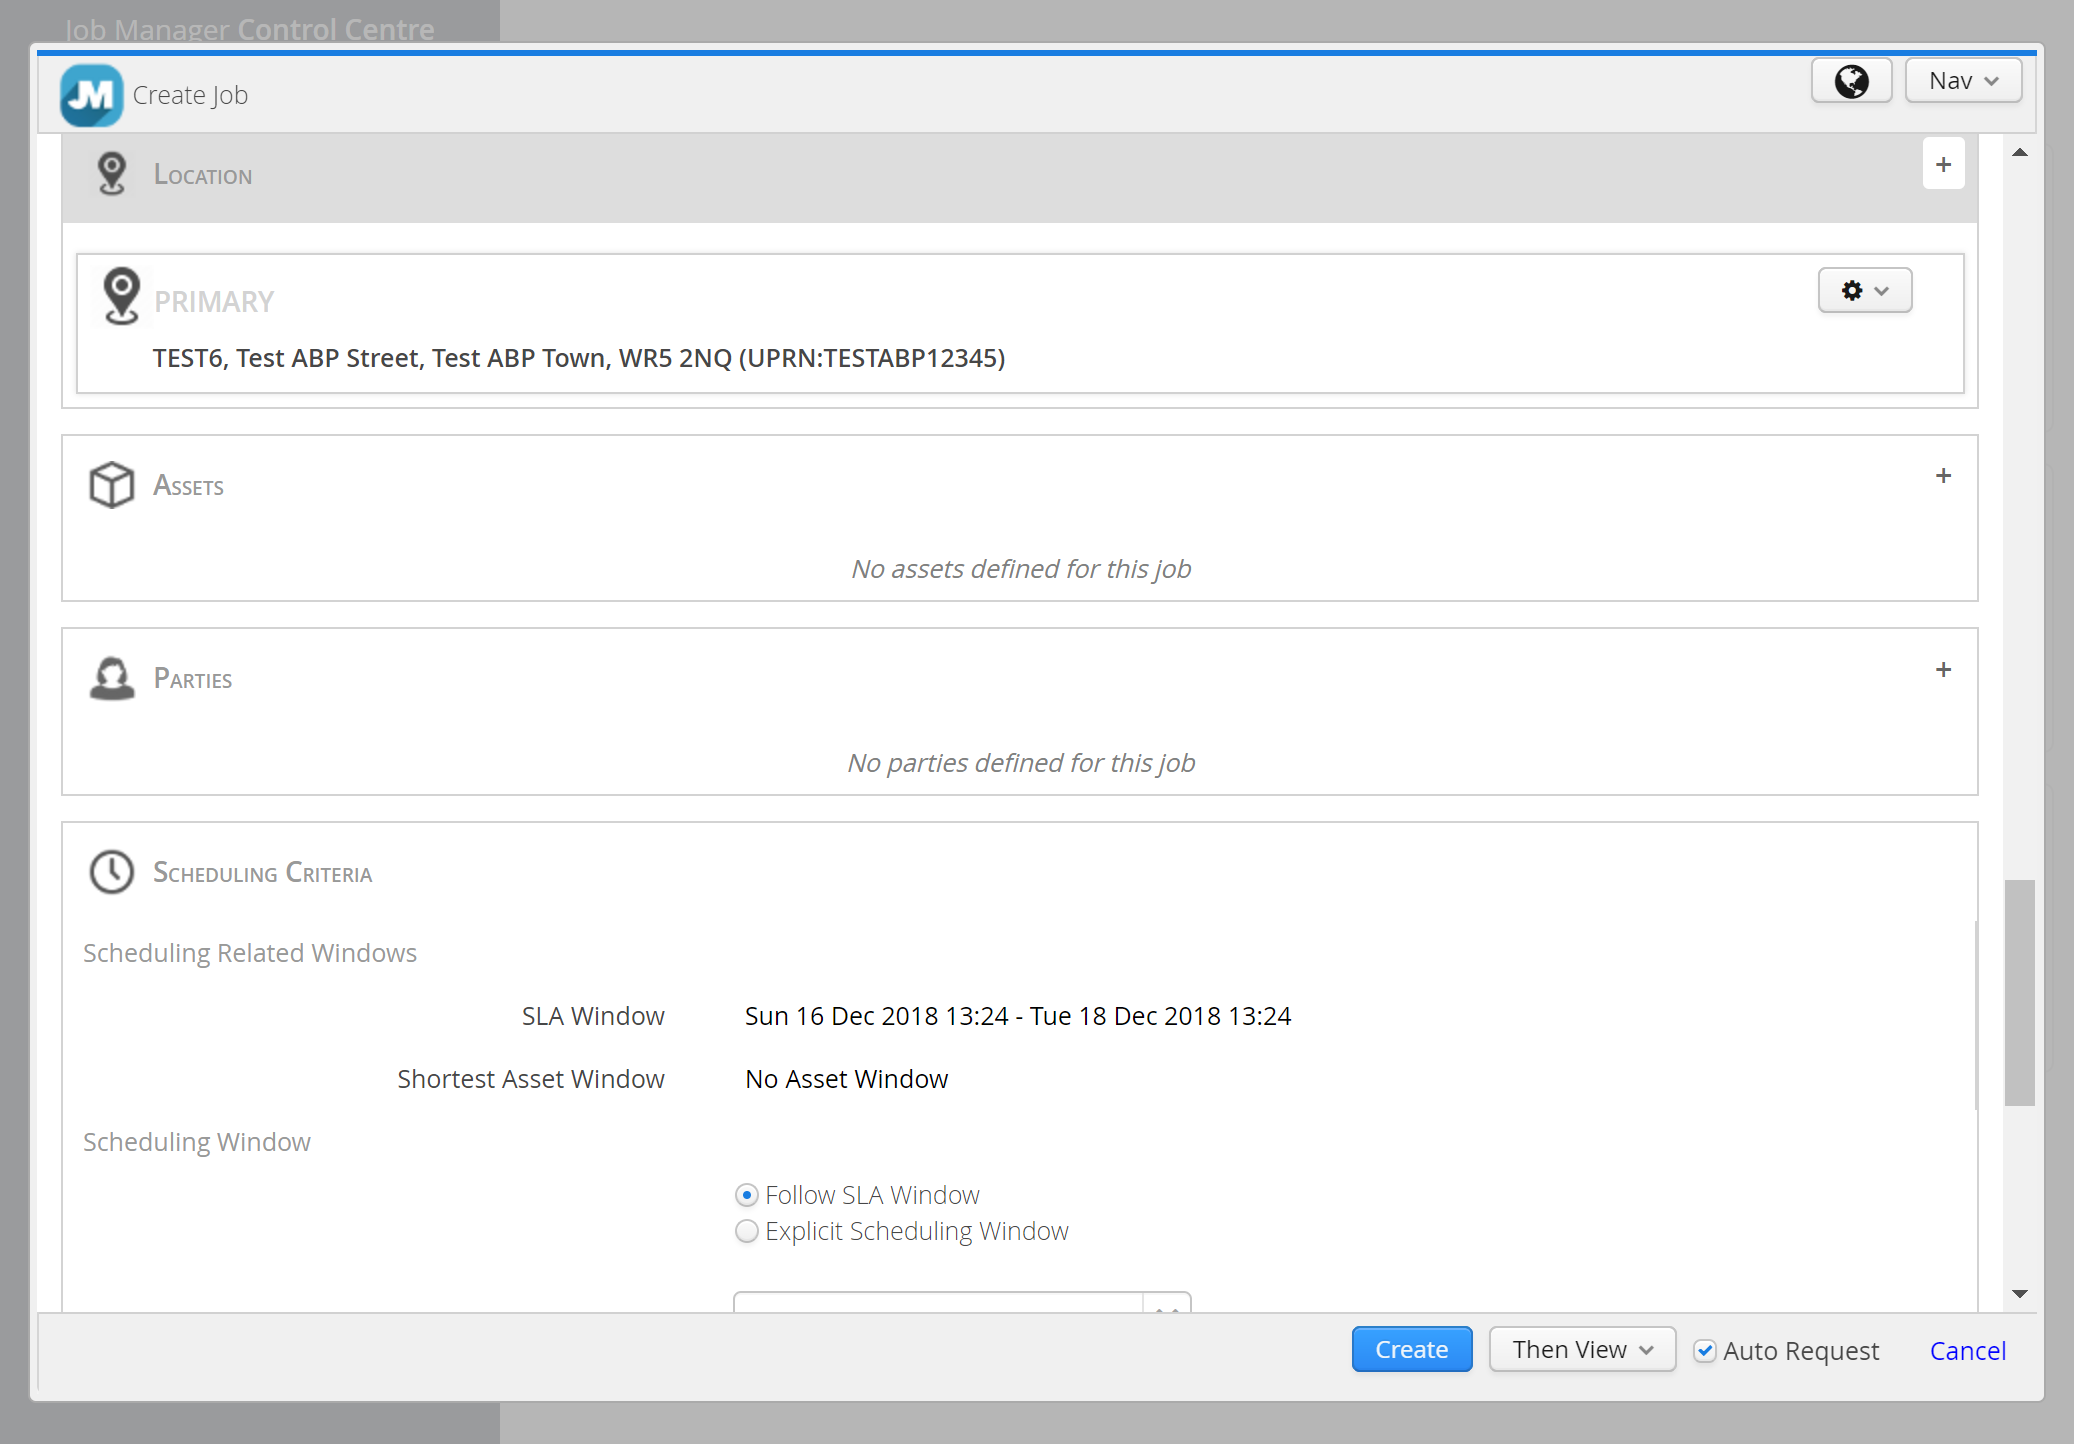 Job Manager Control Centre
JM Create Job
Nav
Location
+
PRIMARY
TEST6, Test ABP Street, Test ABP Town, WR5 2NQ (UPRN:TESTABP12345)
Assets
+
No assets defined for this job
Parties
+
No parties defined for this job
Scheduling Criteria
Scheduling Related Windows
SLA Window Sun 16 Dec 2018 13:24 - Tue 18 Dec 2018 13:24
Shortest Asset Window No Asset Window
Scheduling Window
Follow SLA Window
Explicit Scheduling Window
Create Then View Auto Request Cancel